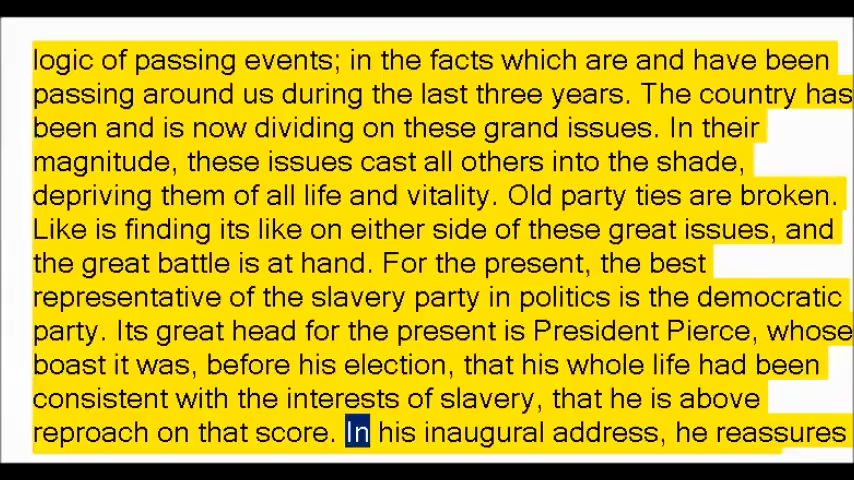 logic of passing events; in the facts which are and have been
passing around us during the last three years. The country has
been and is now dividing on these grand issues. In their
magnitude, these issues cast all others into the shade,
depriving them of all life and vitality. Old party ties are broken.
Like is finding its like on either side of these great issues, and
the great battle is at hand. For the present, the best
representative of the slavery party in politics is the democratic
party. Its great head for the present is President Pierce, whose
boast it was, before his election, that his whole life had been
consistent with the interests of slavery, that he is above
reproach on that score. In his inaugural address, he reassures